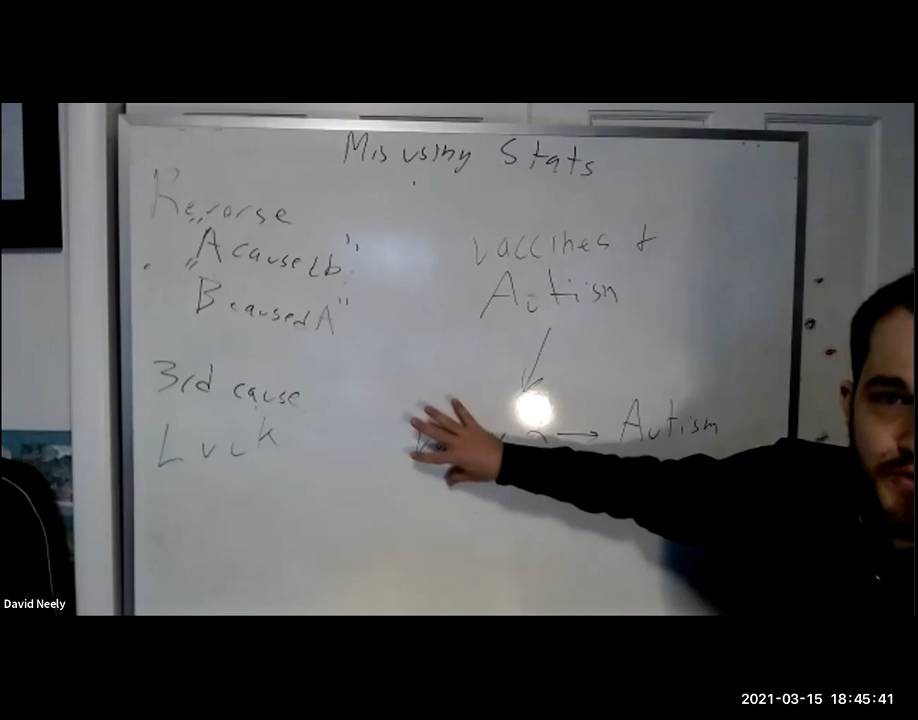 Misusing Stats
Reverse
"A caused b",
"B caused A"
3rd cause
Luck
Vaccines +
Autism
→ Autism
David Neely
2021-03-15 18:45:41